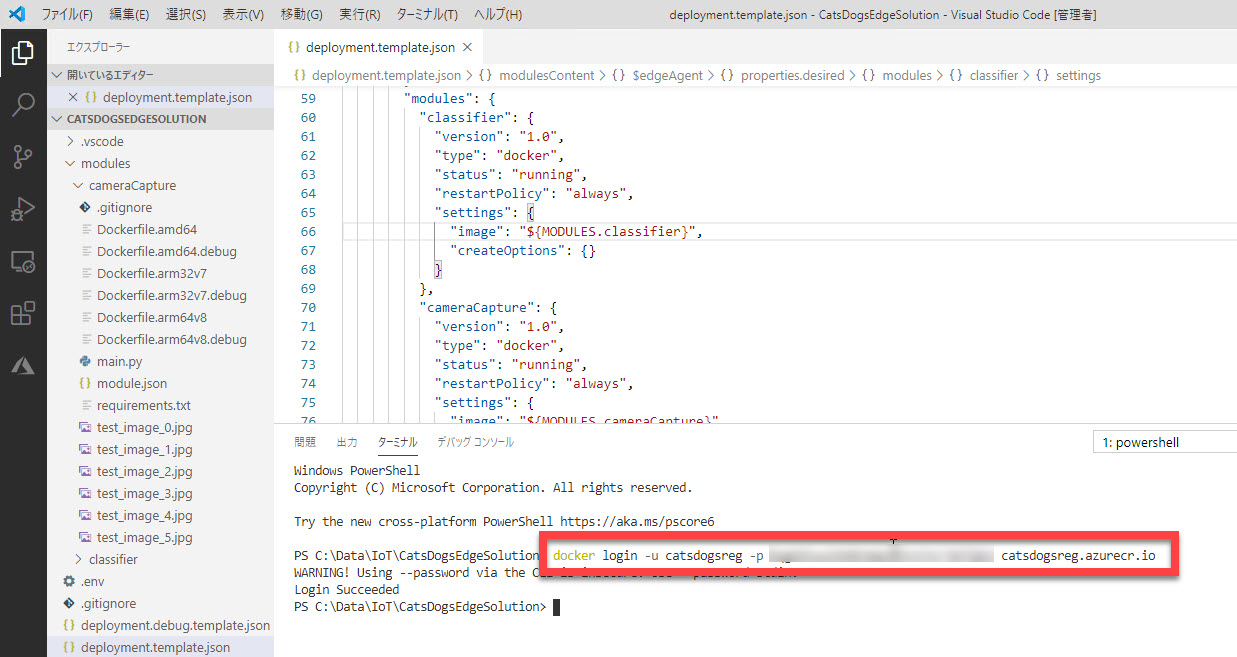 ファイル(F) 編集(E) 選択(S) 表示(V) 移動(G) 実行(R) ターミナル(T) ヘルプ(H) deployment.template.json - CatsDogsEdgeSolution - Visual Studio Code [管理者]
エクスプローラー
開いているエディター
deployment.template.json
CATSDOGSEDGESOLUTION
.vscode
modules
cameraCapture
.gitignore
Dockerfile.amd64
Dockerfile.amd64.debug
Dockerfile.arm32v7
Dockerfile.arm32v7.debug
Dockerfile.arm64v8
Dockerfile.arm64v8.debug
main.py
module.json
requirements.txt
test_image_0.jpg
test_image_1.jpg
test_image_2.jpg
test_image_3.jpg
test_image_4.jpg
test_image_5.jpg
classifier
.env
.gitignore
deployment.debug.template.json
deployment.template.json
{} deployment.template.json ×
{} deployment.template.json > {} modulesContent > {} $edgeAgent > {} properties.desired > {} modules > {} classifier > {} settings
59 "modules": {
60 "classifier": {
61 "version": "1.0",
62 "type": "docker",
63 "status": "running",
64 "restartPolicy": "always",
65 "settings": {
66 "image": "${MODULES.classifier}",
67 "createOptions": {}
68 }
69 },
70 "cameraCapture": {
71 "version": "1.0",
72 "type": "docker",
73 "status": "running",
74 "restartPolicy": "always",
75 "settings": {
76 "image": "${MODULES.cameraCapture}"
問題 出力 ターミナル デバッグ コンソール 1: powershell
Windows PowerShell
Copyright (C) Microsoft Corporation. All rights reserved.
Try the new cross-platform PowerShell https://aka.ms/pscore6
PS C:\Data\IoT\CatsDogsEdgeSolution docker login -u catsdogsreg -p catsdogsreg.azurecr.io
WARNING! Using --password via the
Login Succeeded
PS C:\Data\IoT\CatsDogsEdgeSolution>